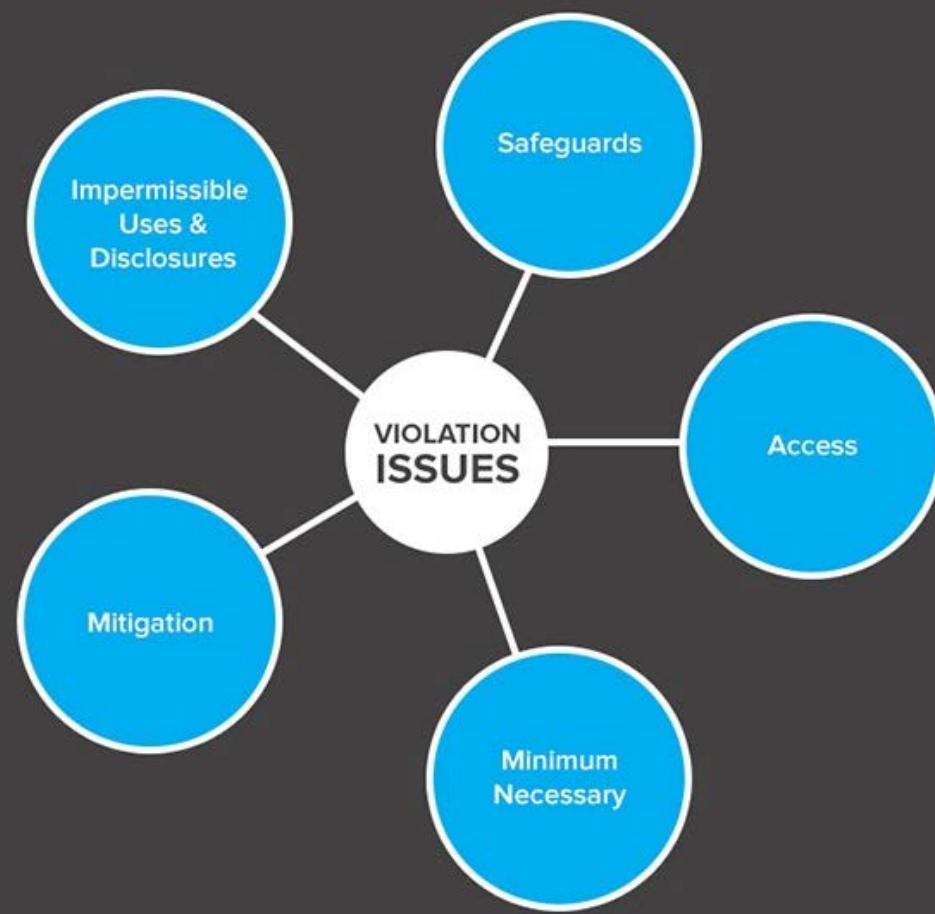 Safeguards
Impermissible
Uses &
Disclosures
VIOLATION
ISSUES
Access
Mitigation
Minimum
Necessary